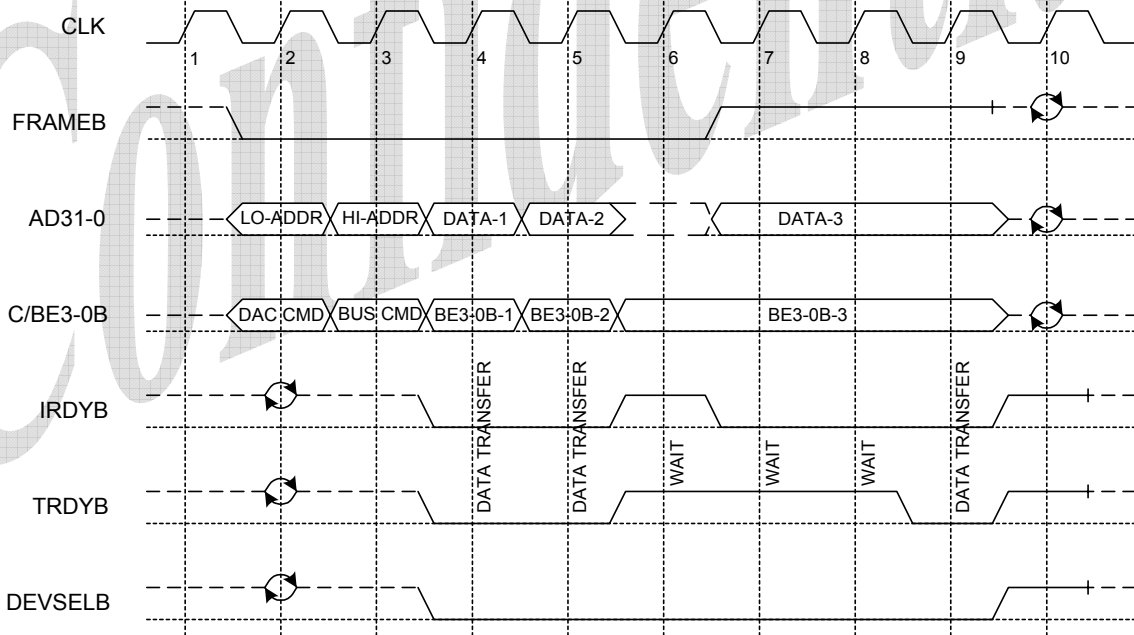 CLK
1 2 3 4 5 6 7 8 9 10
FRAMEB
AD31-0
LO-ADDR HI-ADDR DATA-1 DATA-2 DATA-3
C/BE3-0B
DAC CMD BUS CMD BE3-0B-1 BE3-0B-2 BE3-0B-3
IRDYB
DATA TRANSFER
DATA TRANSFER
WAIT
WAIT
WAIT
DATA TRANSFER
TRDYB
DEVSELB